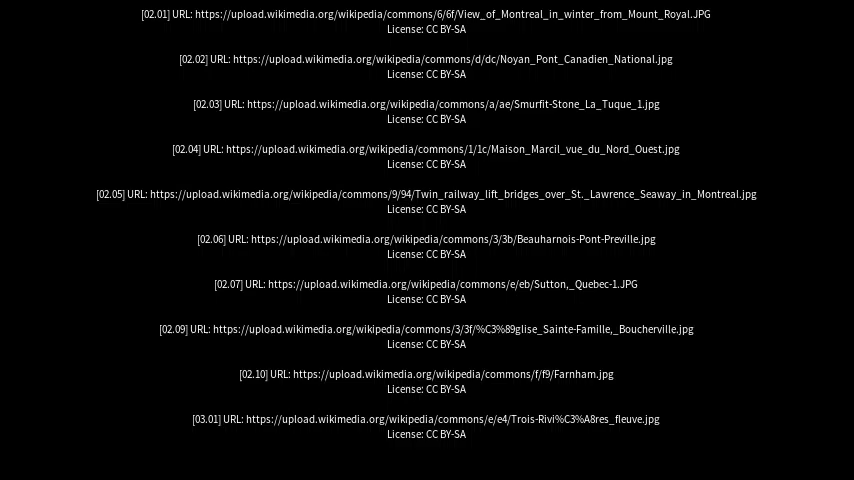 [02.01] URL: https://upload.wikimedia.org/wikipedia/commons/6/6f/View_of_Montreal_in_winter_from_Mount_Royal.JPG
License: CC BY-SA
[02.02] URL: https://upload.wikimedia.org/wikipedia/commons/d/dc/Noyan_Pont_Canadien_National.jpg
License: CC BY-SA
[02.03] URL: https://upload.wikimedia.org/wikipedia/commons/a/ae/Smurfit-Stone_La_Tuque_1.jpg
License: CC BY-SA
[02.04] URL: https://upload.wikimedia.org/wikipedia/commons/1/1c/Maison_Marcil_vue_du_Nord_Ouest.jpg
License: CC BY-SA
[02.05] URL: https://upload.wikimedia.org/wikipedia/commons/9/94/Twin_railway_lift_bridges_over_St._Lawrence_Seaway_in_Montreal.jpg
License: CC BY-SA
[02.06] URL: https://upload.wikimedia.org/wikipedia/commons/3/3b/Beauharnois-Pont-Preville.jpg
License: CC BY-SA
[02.07] URL: https://upload.wikimedia.org/wikipedia/commons/e/eb/Sutton,_Quebec-1.JPG
License: CC BY-SA
[02.09] URL: https://upload.wikimedia.org/wikipedia/commons/3/3f/%C3%89glise_Sainte-Famille,_Boucherville.jpg
License: CC BY-SA
[02.10] URL: https://upload.wikimedia.org/wikipedia/commons/f/f9/Farnham.jpg
License: CC BY-SA
[03.01] URL: https://upload.wikimedia.org/wikipedia/commons/e/e4/Trois-Rivi%C3%A8res_fleuve.jpg
License: CC BY-SA